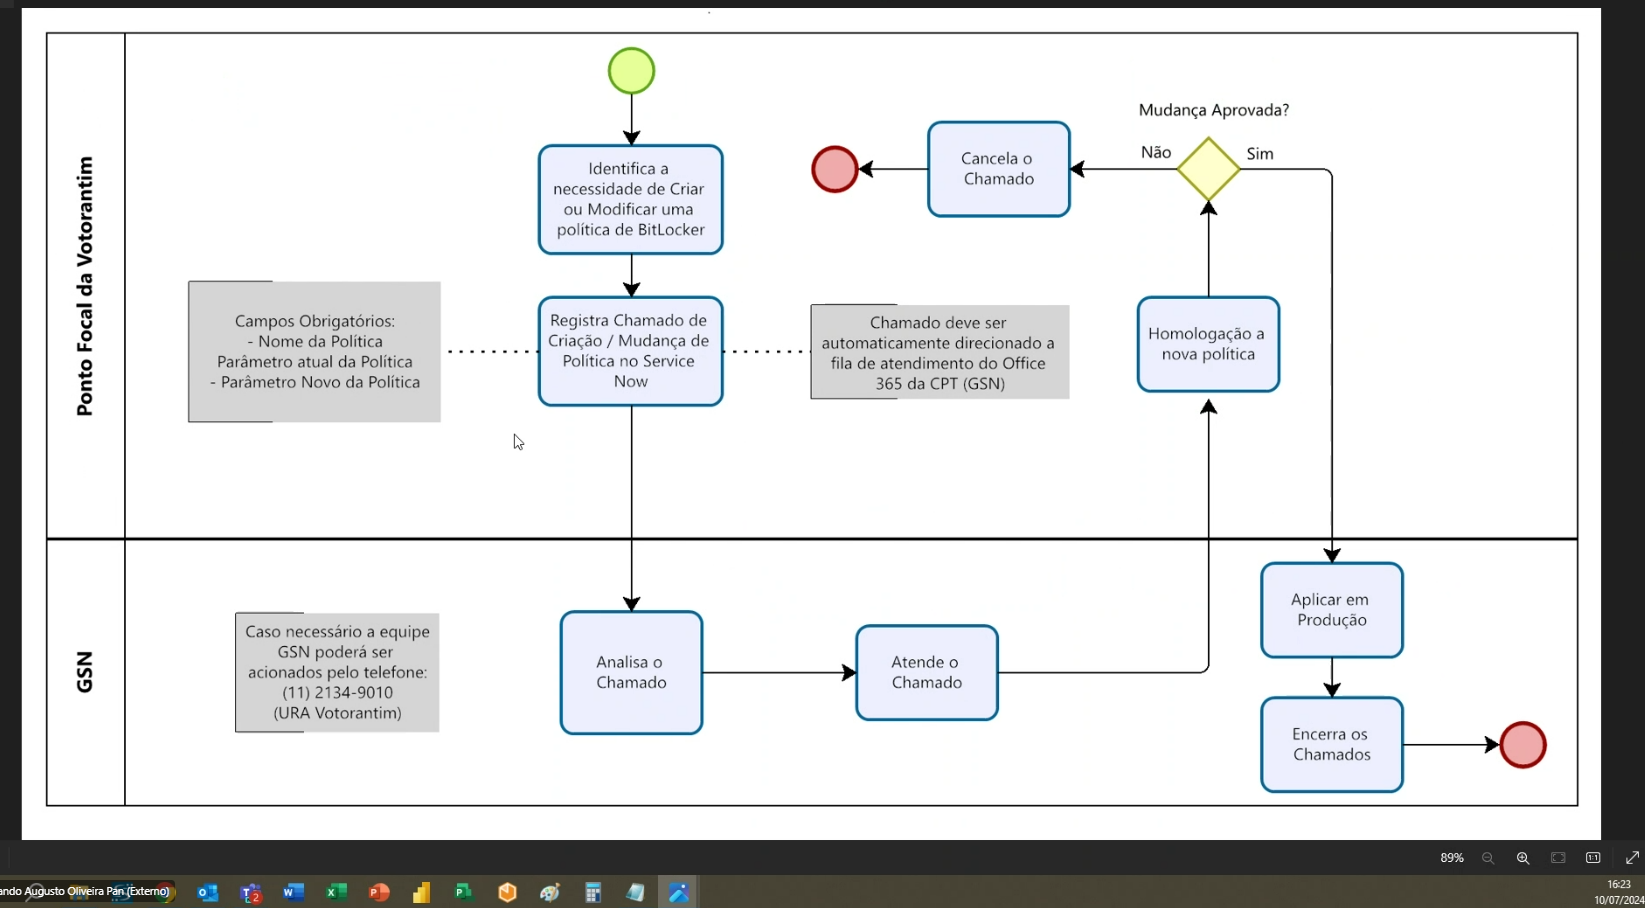 Ponto Focal da Votorantim
Identifica a
necessidade de Criar
ou Modificar uma
política de BitLocker
Campos Obrigatórios:
- Nome da Política
Parâmetro atual da Política
- Parâmetro Novo da Política
Registra Chamado de
Criação / Mudança de
Política no Service
Now
Chamado deve ser
automaticamente direcionado a
fila de atendimento do Office
365 da CPT (GSN)
Cancela o
Chamado
Mudança Aprovada?
Não
Sim
Homologação a
nova política
GSN
Caso necessário a equipe
GSN poderá ser
acionados pelo telefone:
(11) 2134-9010
(URA Votorantim)
Analisa o
Chamado
Atende o
Chamado
Aplicar em
Produção
Encerra os
Chamados
89%
1:1
ando Augusto Oliveira Pan (Externo)
2
16:23
10/07/2024